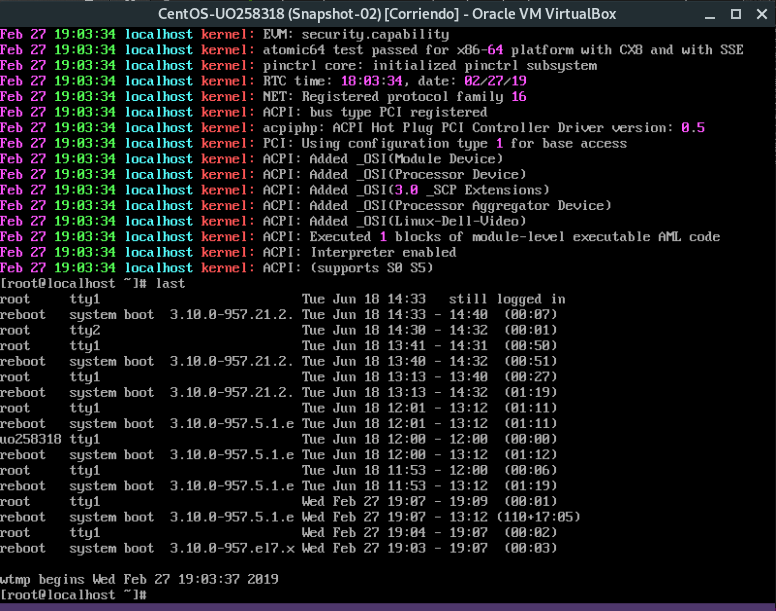 CentOS-UO258318 (Snapshot-02) [Corriendo] - Oracle VM VirtualBox
Feb 27 19:03:34 localhost kernel: EVM: security.capability
Feb 27 19:03:34 localhost kernel: atomic64 test passed for x86-64 platform with CX8 and with SSE
Feb 27 19:03:34 localhost kernel: pinctrl core: initialized pinctrl subsystem
Feb 27 19:03:34 localhost kernel: RTC time: 18:03:34, date: 02/27/19
Feb 27 19:03:34 localhost kernel: NET: Registered protocol family 16
Feb 27 19:03:34 localhost kernel: ACPI: bus type PCI registered
Feb 27 19:03:34 localhost kernel: acpiphp: ACPI Hot Plug PCI Controller Driver version: 0.5
Feb 27 19:03:34 localhost kernel: PCI: Using configuration type 1 for base access
Feb 27 19:03:34 localhost kernel: ACPI: Added _OSI(Module Device)
Feb 27 19:03:34 localhost kernel: ACPI: Added _OSI(Processor Device)
Feb 27 19:03:34 localhost kernel: ACPI: Added _OSI(3.0 _SCP Extensions)
Feb 27 19:03:34 localhost kernel: ACPI: Added _OSI(Processor Aggregator Device)
Feb 27 19:03:34 localhost kernel: ACPI: Added _OSI(Linux-Dell-Video)
Feb 27 19:03:34 localhost kernel: ACPI: Executed 1 blocks of module-level executable AML code
Feb 27 19:03:34 localhost kernel: ACPI: Interpreter enabled
Feb 27 19:03:34 localhost kernel: ACPI: (supports S0 S5)
[root@localhost ~]# last
root     tty1                          Tue Jun 18 14:33   still logged in
reboot   system boot  3.10.0-957.21.2. Tue Jun 18 14:33 - 14:40  (00:07)
root     tty2                          Tue Jun 18 14:30 - 14:32  (00:01)
root     tty1                          Tue Jun 18 13:41 - 14:31  (00:50)
reboot   system boot  3.10.0-957.21.2. Tue Jun 18 13:40 - 14:32  (00:51)
root     tty1                          Tue Jun 18 13:13 - 13:40  (00:27)
reboot   system boot  3.10.0-957.21.2. Tue Jun 18 13:13 - 14:32  (01:19)
root     tty1                          Tue Jun 18 12:01 - 13:12  (01:11)
reboot   system boot  3.10.0-957.5.1.e Tue Jun 18 12:01 - 13:12  (01:11)
uo258318 tty1                          Tue Jun 18 12:00 - 12:00  (00:00)
reboot   system boot  3.10.0-957.5.1.e Tue Jun 18 12:00 - 13:12  (01:12)
root     tty1                          Tue Jun 18 11:53 - 12:00  (00:06)
reboot   system boot  3.10.0-957.5.1.e Tue Jun 18 11:53 - 13:12  (01:19)
root     tty1                          Wed Feb 27 19:07 - 19:09  (00:01)
reboot   system boot  3.10.0-957.5.1.e Wed Feb 27 19:07 - 13:12 (110+17:05)
root     tty1                          Wed Feb 27 19:04 - 19:07  (00:02)
reboot   system boot  3.10.0-957.el7.x Wed Feb 27 19:03 - 19:07  (00:03)
wtmp begins Wed Feb 27 19:03:37 2019
[root@localhost ~]#